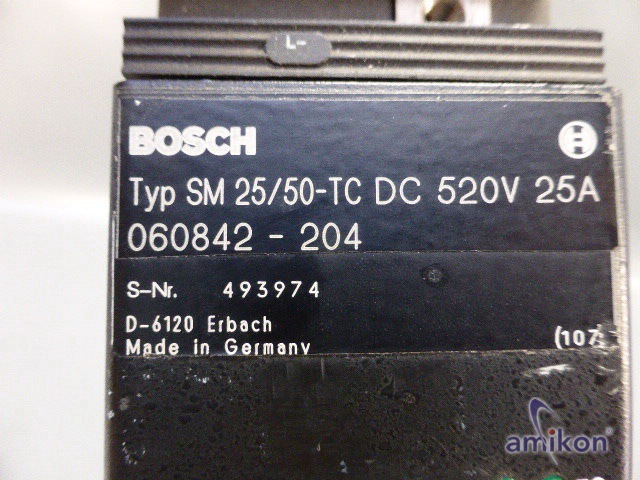 L-
BOSCH
Typ SM 25/50-TC DC 520V 25A
060842 - 204
S-Nr. 493974
D-6120 Erbach
Made in Germany
(107)
amikon